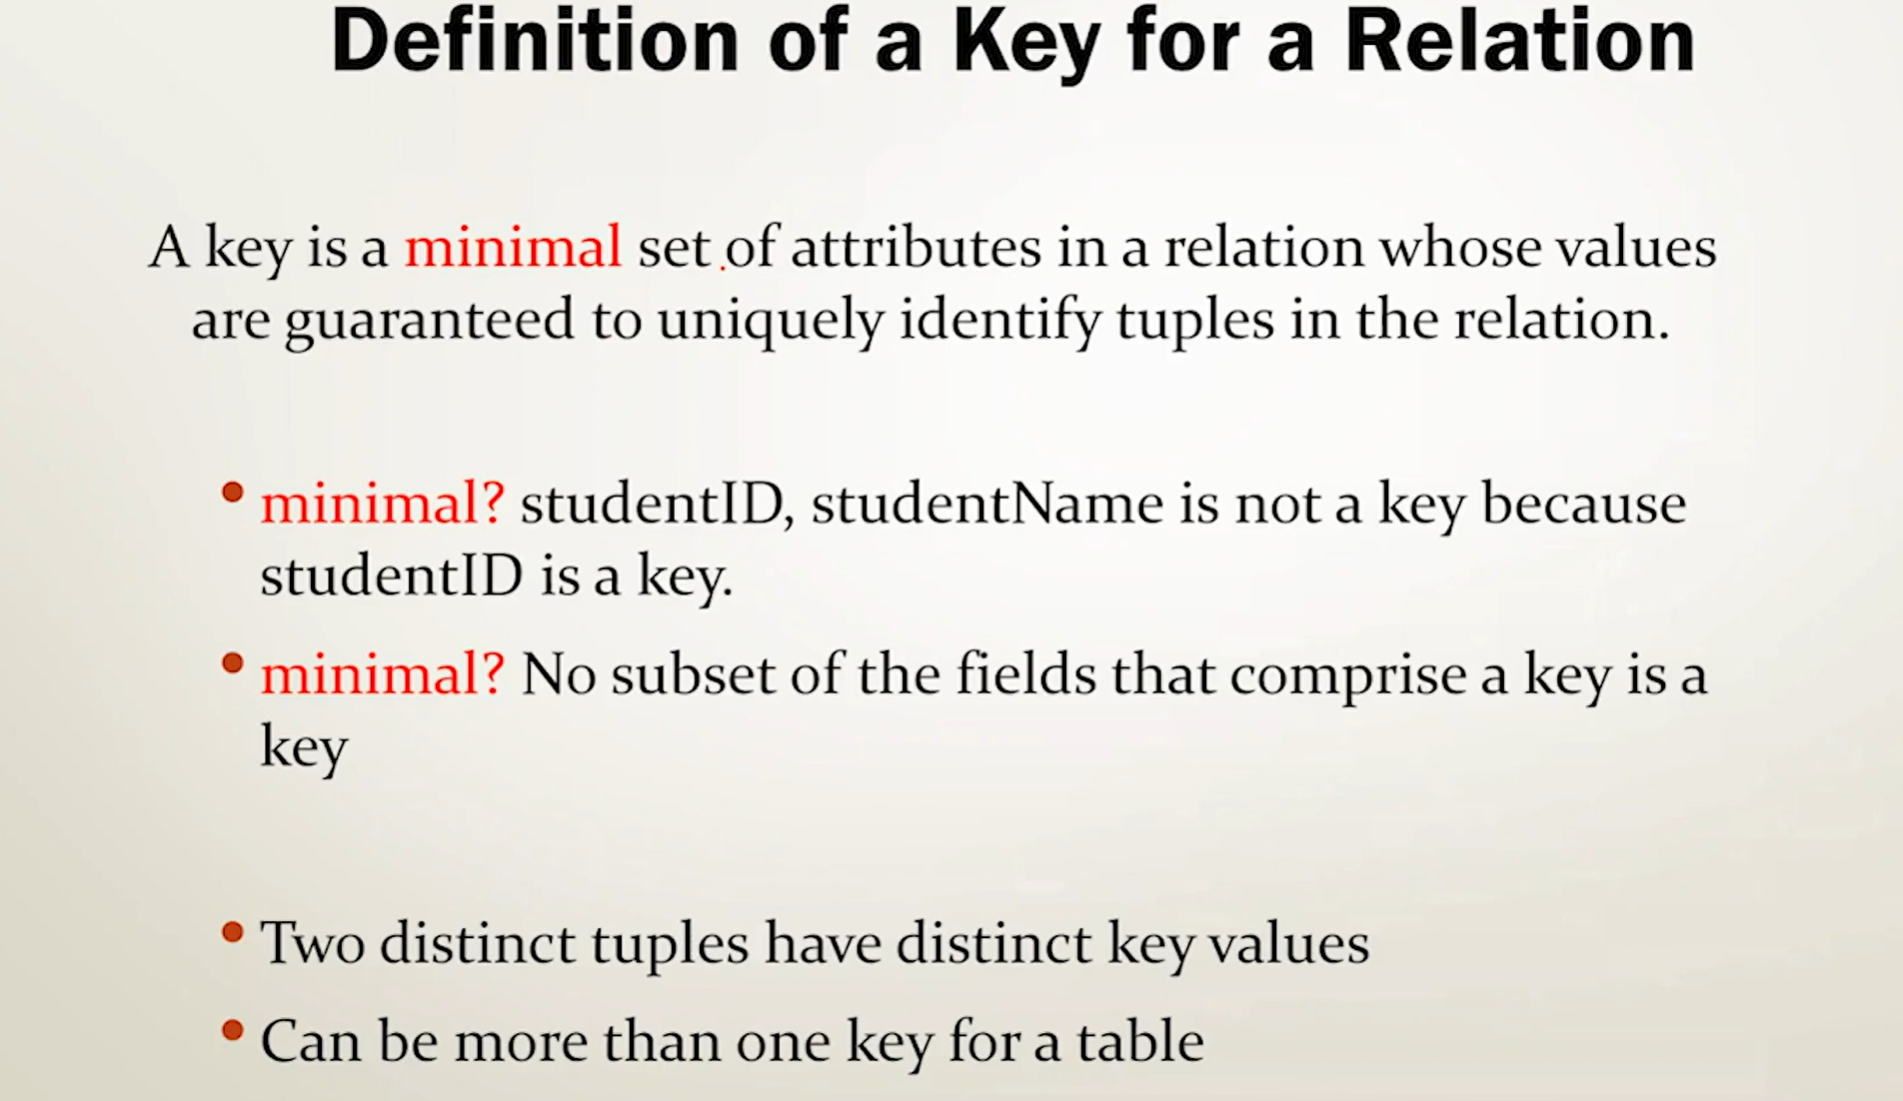 Definition of a Key for a Relation
A key is a minimal set of attributes in a relation whose values
are guaranteed to uniquely identify tuples in the relation.
• minimal? studentID, studentName is not a key because
studentID is a key.
• minimal? No subset of the fields that comprise a key is a
key
• Two distinct tuples have distinct key values
• Can be more than one key for a table